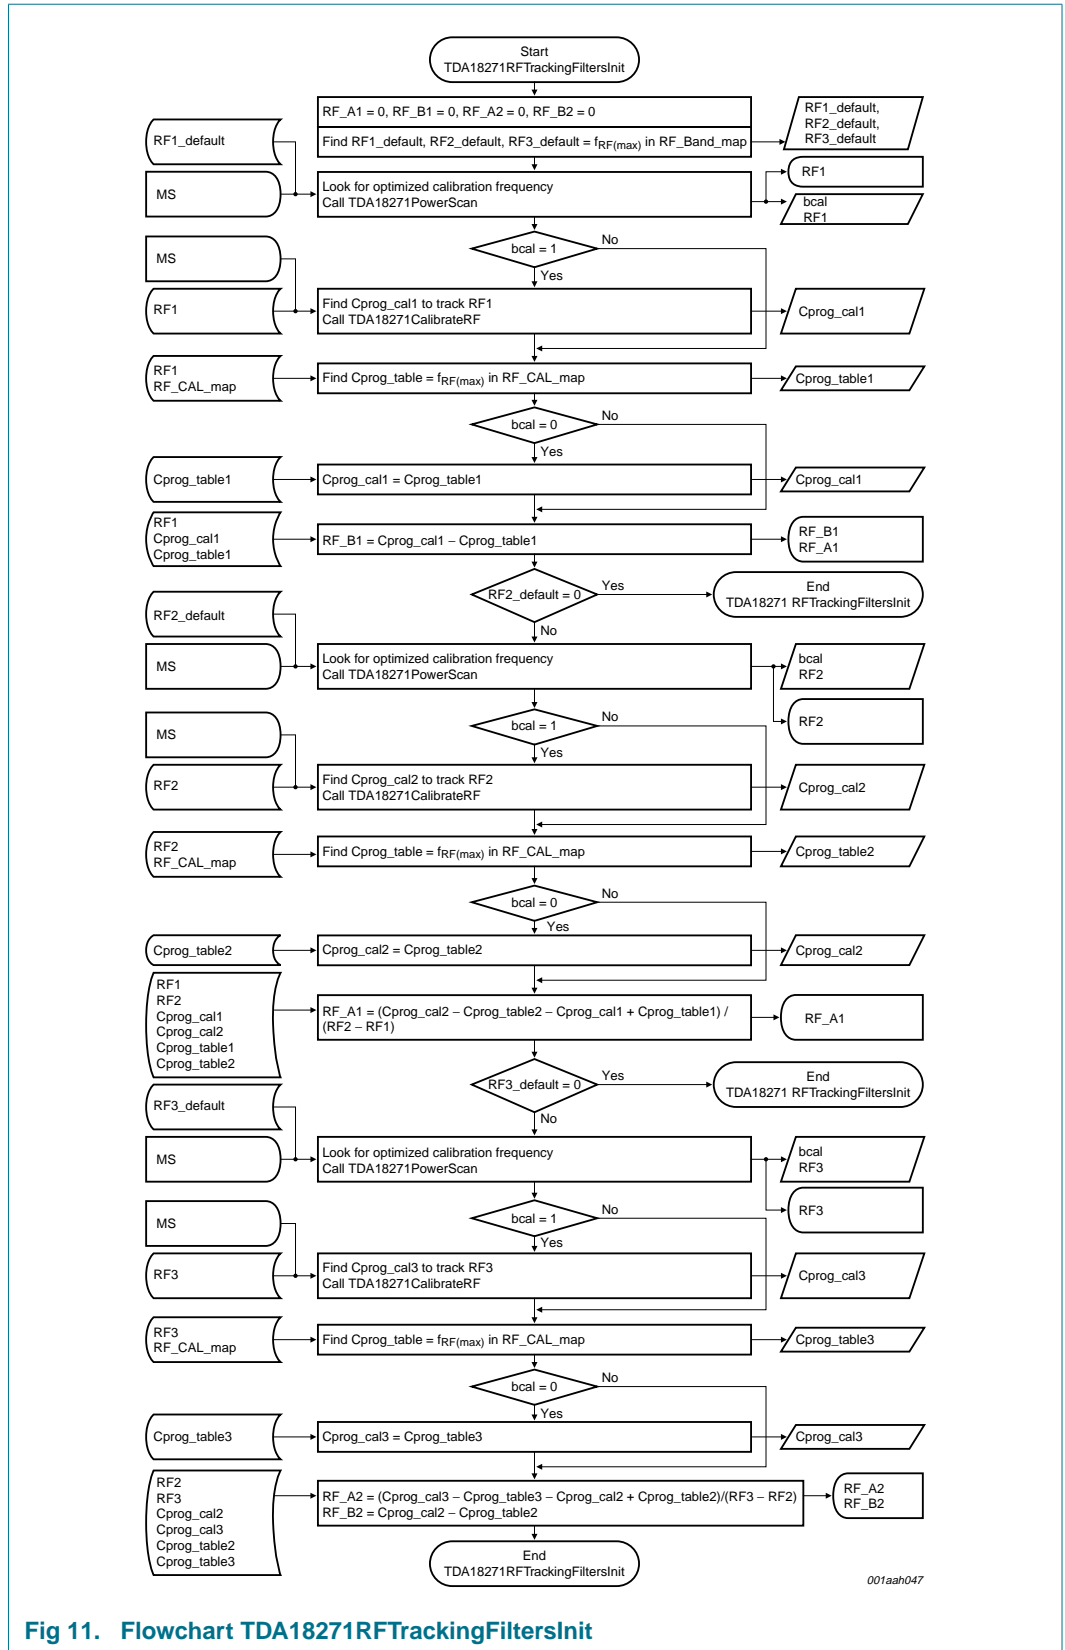 Start
TDA18271RFTrackingFiltersInit
RF_A1 = 0, RF_B1 = 0, RF_A2 = 0, RF_B2 = 0
RF1_default,
RF2_default,
RF3_default
RF1_default
Find RF1_default, RF2_default, RF3_default = fRF(max) in RF_Band_map
RF1
MS
Look for optimized calibration frequency
Call TDA18271PowerScan
bcal
RF1
bcal = 1
No
Yes
MS
RF1
Find Cprog_cal1 to track RF1
Call TDA18271CalibrateRF
Cprog_cal1
RF1
RF_CAL_map
Find Cprog_table = fRF(max) in RF_CAL_map
Cprog_table1
bcal = 0
No
Yes
Cprog_table1
Cprog_cal1 = Cprog_table1
Cprog_cal1
RF1
Cprog_cal1
Cprog_table1
RF_B1 = Cprog_cal1 – Cprog_table1
RF_B1
RF_A1
RF2_default = 0
Yes
No
End
TDA18271 RFTrackingFiltersInit
RF2_default
MS
Look for optimized calibration frequency
Call TDA18271PowerScan
bcal
RF2
RF2
bcal = 1
No
Yes
MS
RF2
Find Cprog_cal2 to track RF2
Call TDA18271CalibrateRF
Cprog_cal2
RF2
RF_CAL_map
Find Cprog_table = fRF(max) in RF_CAL_map
Cprog_table2
bcal = 0
No
Yes
Cprog_table2
Cprog_cal2 = Cprog_table2
Cprog_cal2
RF1
RF2
Cprog_cal1
Cprog_cal2
Cprog_table1
Cprog_table2
RF_A1 = (Cprog_cal2 – Cprog_table2 – Cprog_cal1 + Cprog_table1) /
(RF2 – RF1)
RF_A1
RF3_default = 0
Yes
No
End
TDA18271 RFTrackingFiltersInit
RF3_default
MS
Look for optimized calibration frequency
Call TDA18271PowerScan
bcal
RF3
RF3
bcal = 1
No
Yes
MS
RF3
Find Cprog_cal3 to track RF3
Call TDA18271CalibrateRF
Cprog_cal3
RF3
RF_CAL_map
Find Cprog_table = fRF(max) in RF_CAL_map
Cprog_table3
bcal = 0
No
Yes
Cprog_table3
Cprog_cal3 = Cprog_table3
Cprog_cal3
RF2
RF3
Cprog_cal2
Cprog_cal3
Cprog_table2
Cprog_table3
RF_A2 = (Cprog_cal3 – Cprog_table3 – Cprog_cal2 + Cprog_table2)/(RF3 – RF2)
RF_B2 = Cprog_cal2 – Cprog_table2
RF_A2
RF_B2
End
TDA18271RFTrackingFiltersInit
001aah047
Fig 11. Flowchart TDA18271RFTrackingFiltersInit